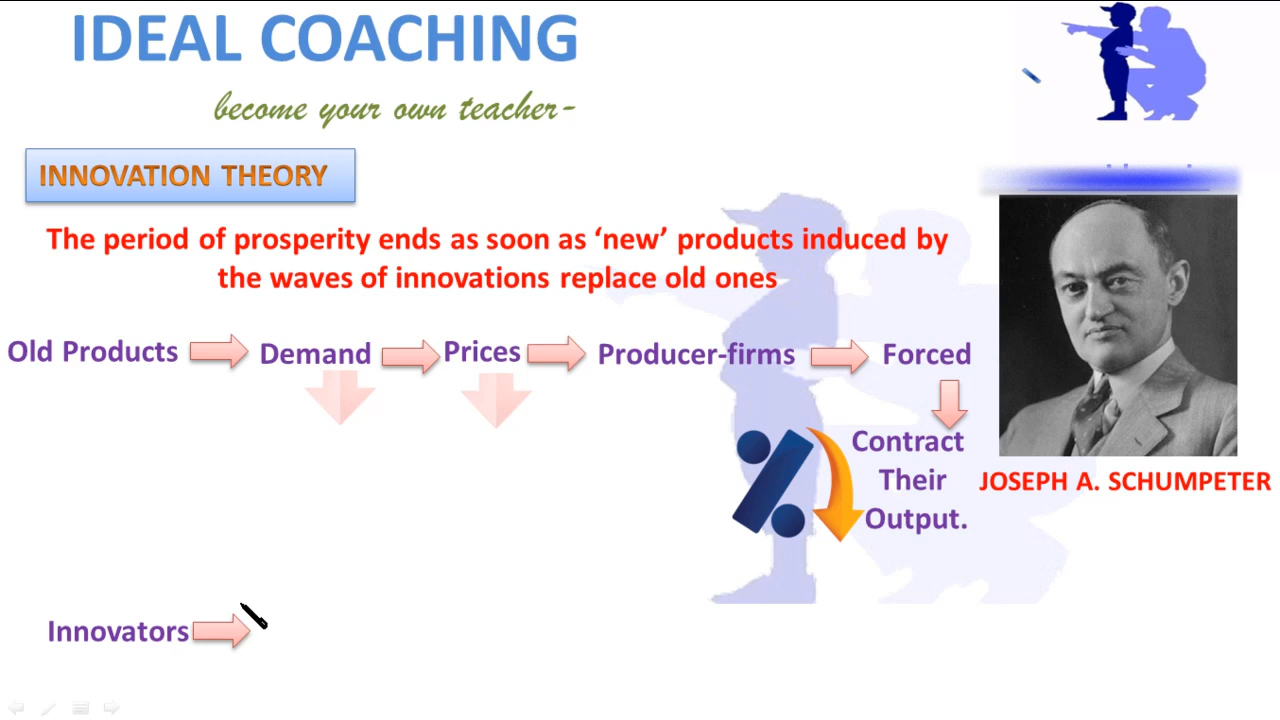 IDEAL COACHING
become your own teacher-
INNOVATION THEORY
The period of prosperity ends as soon as ‘new’ products induced by
the waves of innovations replace old ones
Old Products
Demand
Prices
Producer-firms
Forced
Contract
Their
Output.
JOSEPH A. SCHUMPETER
Innovators